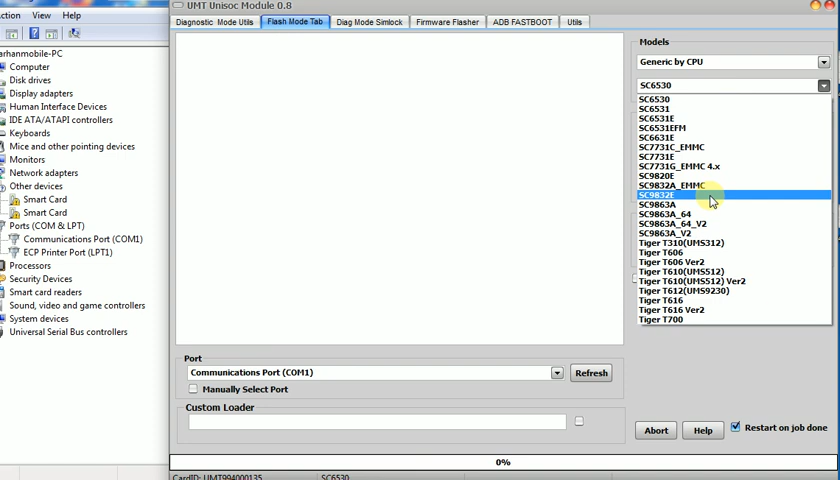 ction View Help
arhanmobile-PC
Computer
Disk drives
Display adapters
Human Interface Devices
IDE ATA/ATAPI controllers
Keyboards
Mice and other pointing devices
Monitors
Network adapters
Other devices
Smart Card
Smart Card
Ports (COM & LPT)
Communications Port (COM1)
ECP Printer Port (LPT1)
Processors
Security Devices
Smart card readers
Sound, video and game controllers
System devices
Universal Serial Bus controllers
UMT Unisoc Module 0.8
Diagnostic Mode Utils Flash Mode Tab Diag Mode Simlock Firmware Flasher ADB FASTBOOT Utils
Models
Generic by CPU
SC6530
SC6530
SC6531
SC6531E
SC6531EFM
SC6631E
SC7731C_EMMC
SC7731E
SC7731G_EMMC 4.x
SC9820E
SC9832A_EMMC
SC9832E
SC9863A
SC9863A_64
SC9863A_64_V2
SC9863A_V2
Tiger T310(UMS312)
Tiger T606
Tiger T606 Ver2
Tiger T610(UMS512)
Tiger T610(UMS512) Ver2
Tiger T612(UMS9230)
Tiger T616
Tiger T616 Ver2
Tiger T700
Port
Communications Port (COM1)
Refresh
Manually Select Port
Custom Loader
Abort Help Restart on job done
0%
CardID: UMT994000135 SC6530